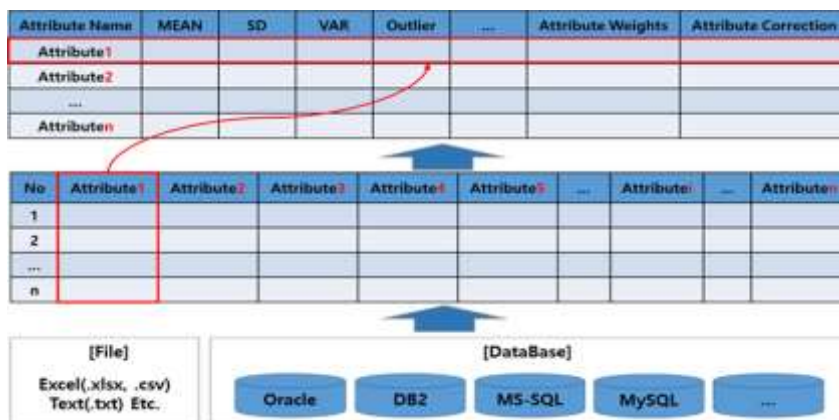 Attribute Name MEAN SD VAR Outlier ... Attribute Weights Attribute Correction
Attribute1
Attribute2
...
Attributen
No Attribute1 Attribute2 Attribute3 Attribute4 Attribute5 ... Attributei ... Attributen
1
2
...
n
[File] [DataBase]
Excel(.xlsx, .csv)
Text(.txt) Etc.
Oracle DB2 MS-SQL MySQL ...